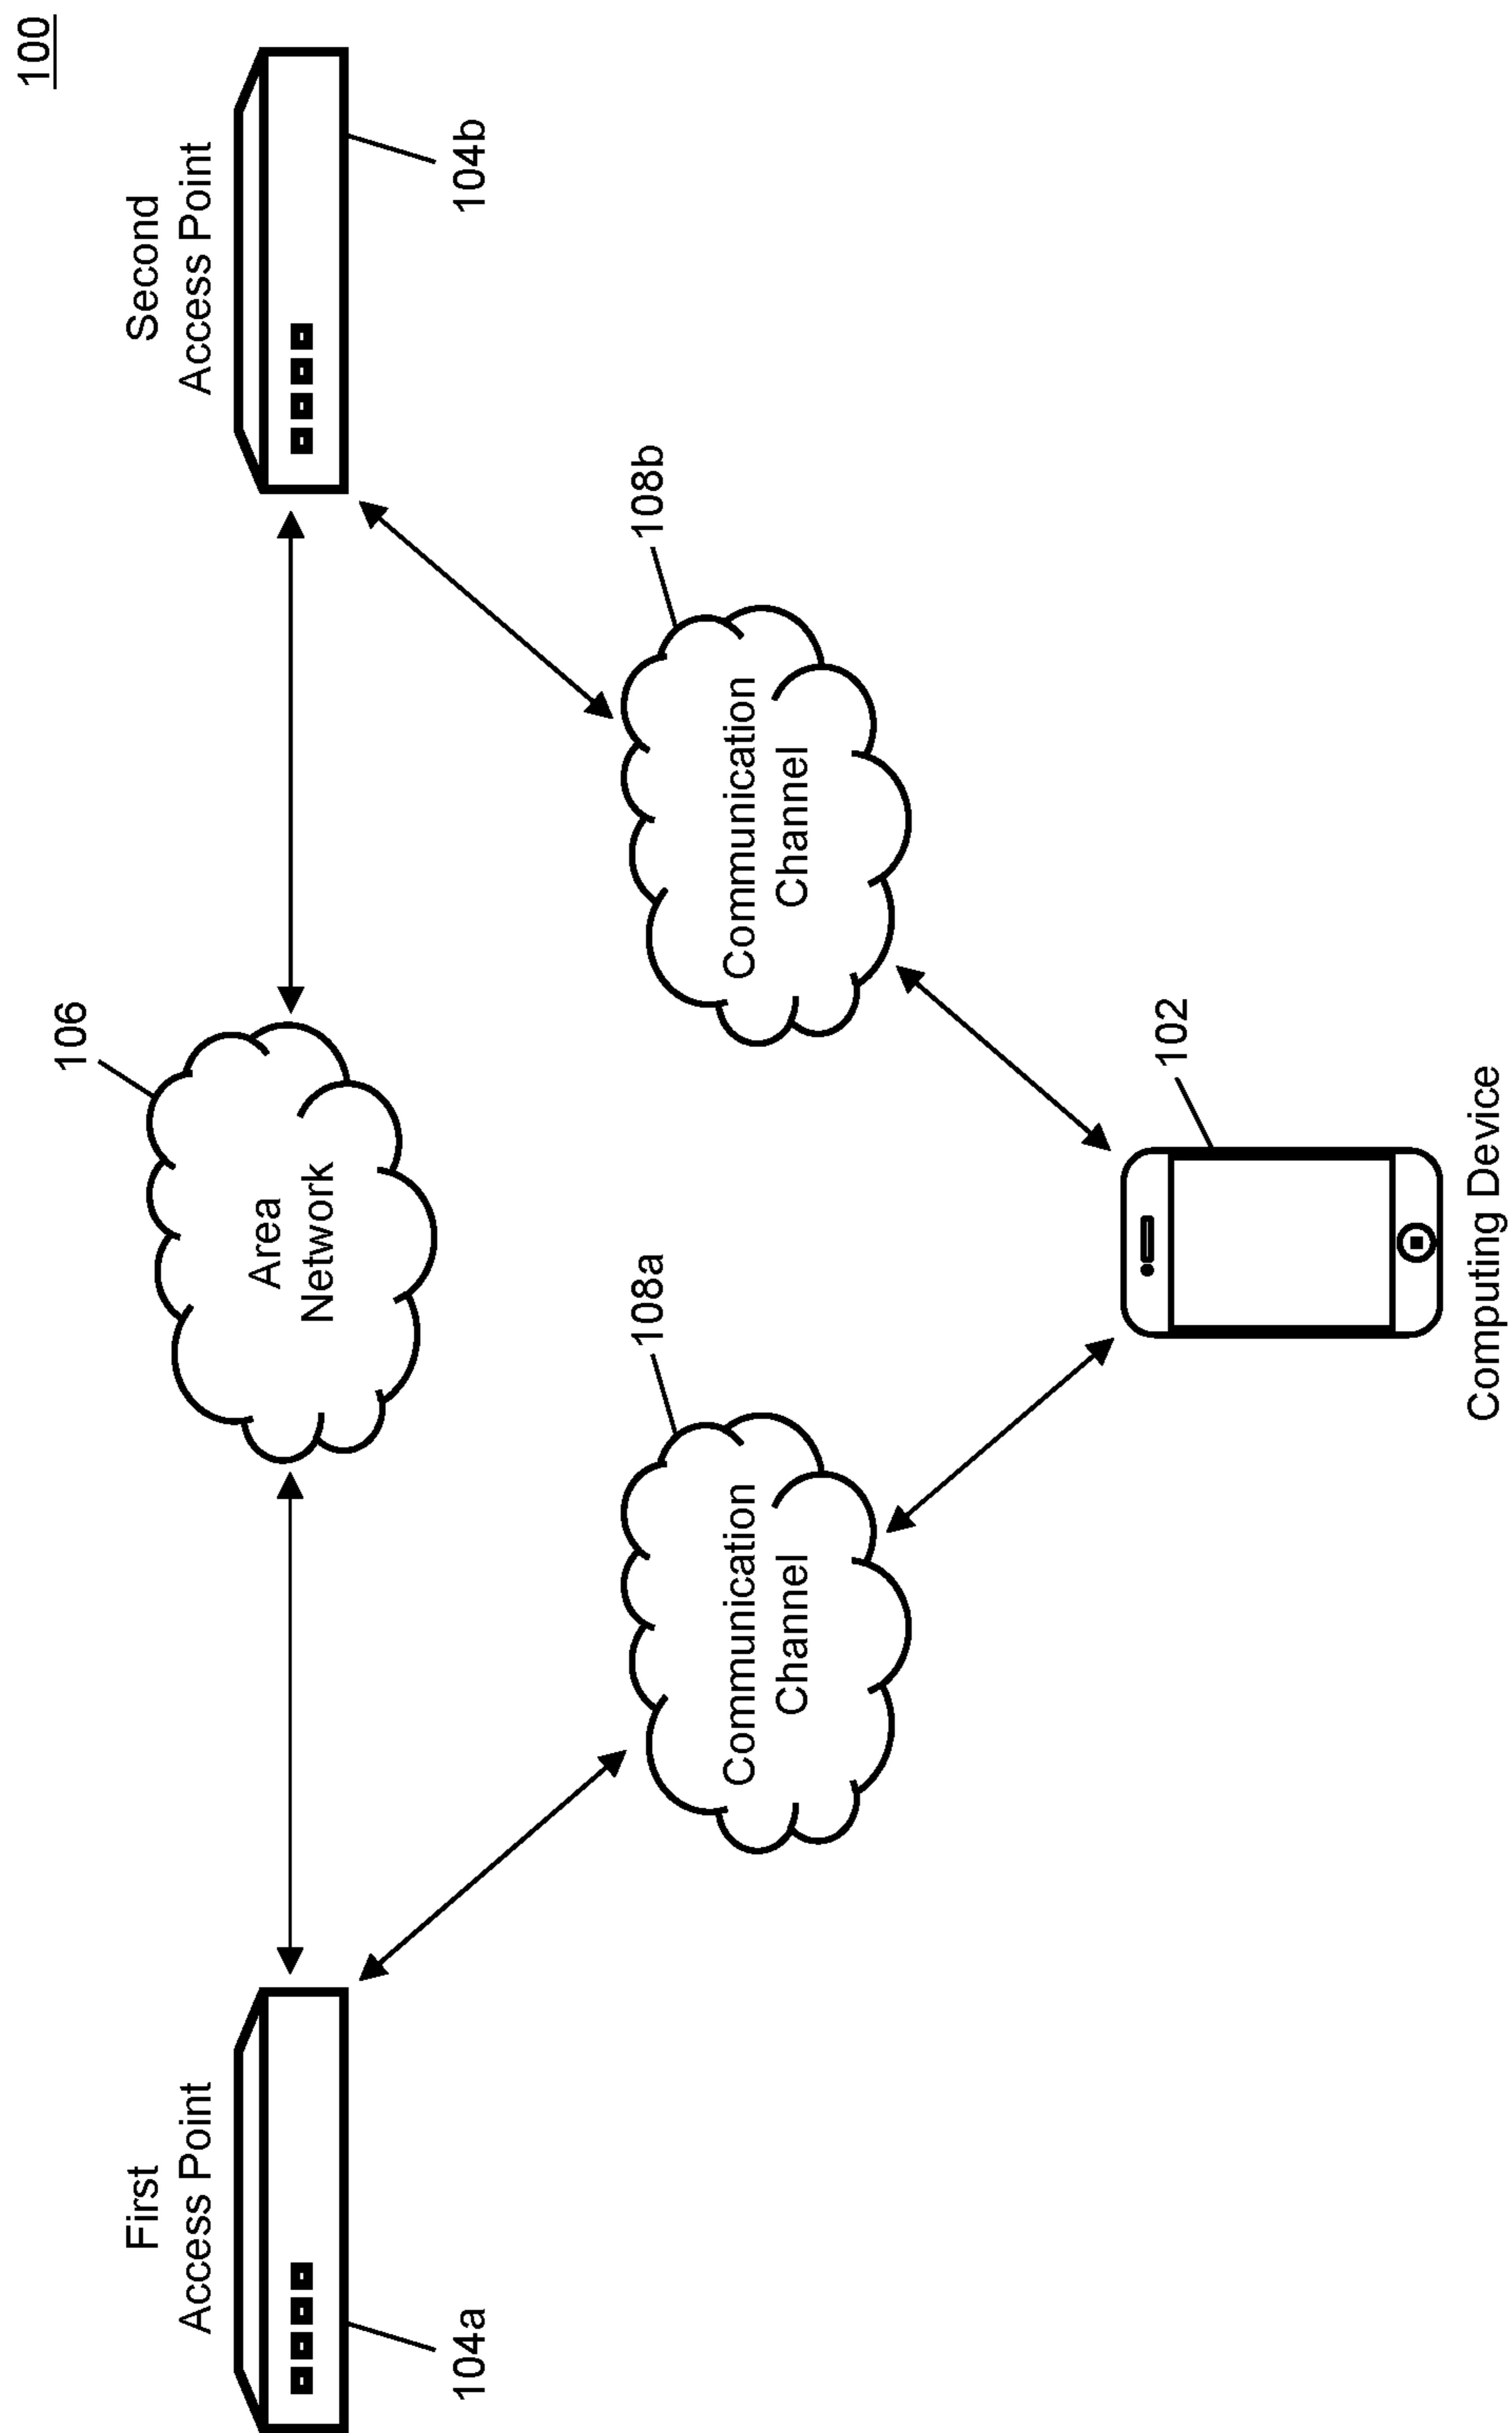 100
First
Access Point
Second
Access Point
106
104a
104b
Area
Network
108a
108b
Communication
Channel
Communication
Channel
102
Computing Device